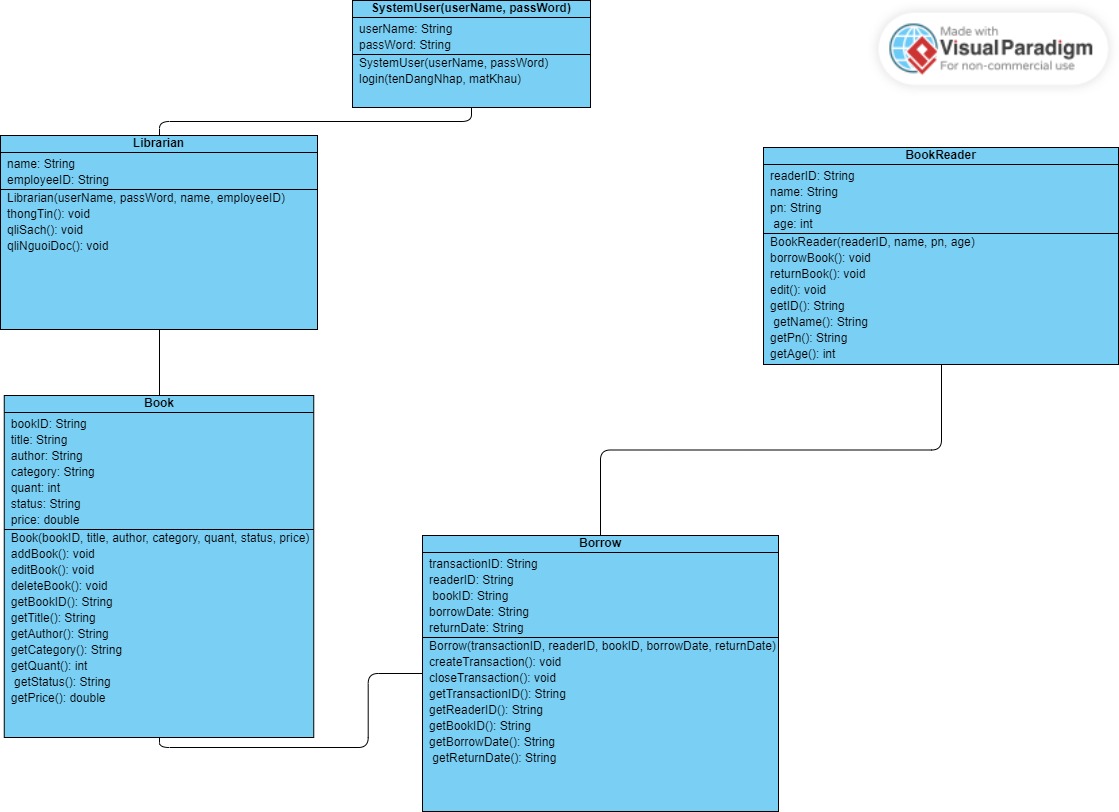 SystemUser(userName, passWord)
userName: String
passWord: String
SystemUser(userName, passWord)
login(tenDangNhap, matKhau)
Made with
Visual Paradigm
For non-commercial use
Librarian
name: String
employeeID: String
Librarian(userName, passWord, name, employeeID)
thongTin(): void
qliSach(): void
qliNguoiDoc(): void
BookReader
readerID: String
name: String
pn: String
age: int
BookReader(readerID, name, pn, age)
borrowBook(): void
returnBook(): void
edit(): void
getID(): String
getName(): String
getPn(): String
getAge(): int
Book
bookID: String
title: String
author: String
category: String
quant: int
status: String
price: double
Book(bookID, title, author, category, quant, status, price)
addBook(): void
editBook(): void
deleteBook(): void
getBookID(): String
getTitle(): String
getAuthor(): String
getCategory(): String
getQuant(): int
getStatus(): String
getPrice(): double
Borrow
transactionID: String
readerID: String
bookID: String
borrowDate: String
returnDate: String
Borrow(transactionID, readerID, bookID, borrowDate, returnDate)
createTransaction(): void
closeTransaction(): void
getTransactionID(): String
getReaderID(): String
getBookID(): String
getBorrowDate(): String
getReturnDate(): String